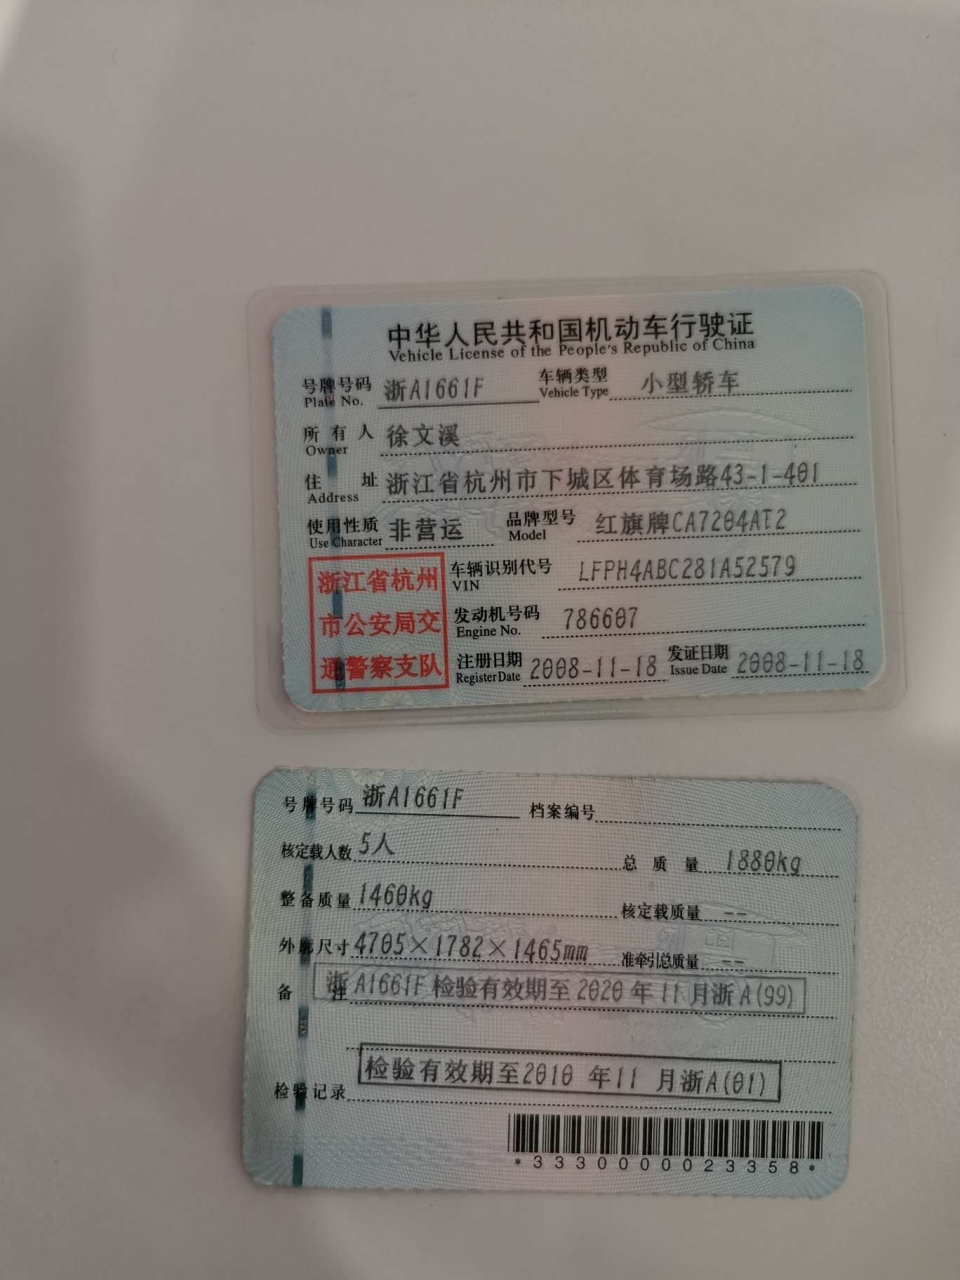 中华人民共和国机动车行驶证
Vehicle License of the People's Republic of China
号牌号码 浙A1661F 车辆类型 小型轿车
Plate No. Vehicle Type
所有人 徐文溪
Owner
住址 浙江省杭州市下城区体育场路43-1-401
Address
使用性质 非营运 品牌型号 红旗牌CA7204AT2
Use Character Model
浙江省杭州
市公安局交
通警察支队
车辆识别代号 LFPH4ABC281A52579
VIN
发动机号码 786607
Engine No.
注册日期 2008-11-18 发证日期 2008-11-18
Register Date Issue Date
号牌号码 浙A1661F 档案编号
核定载人数 5人 总质量 1880kg
整备质量 1460kg 核定载质量 --
外廓尺寸 4705×1782×1465mm 准牵引总质量 --
备注 浙A1661F 检验有效期至2020年11月浙A(99)
检验有效期至2010年11月浙A(01)
检验记录
*3330000023358*